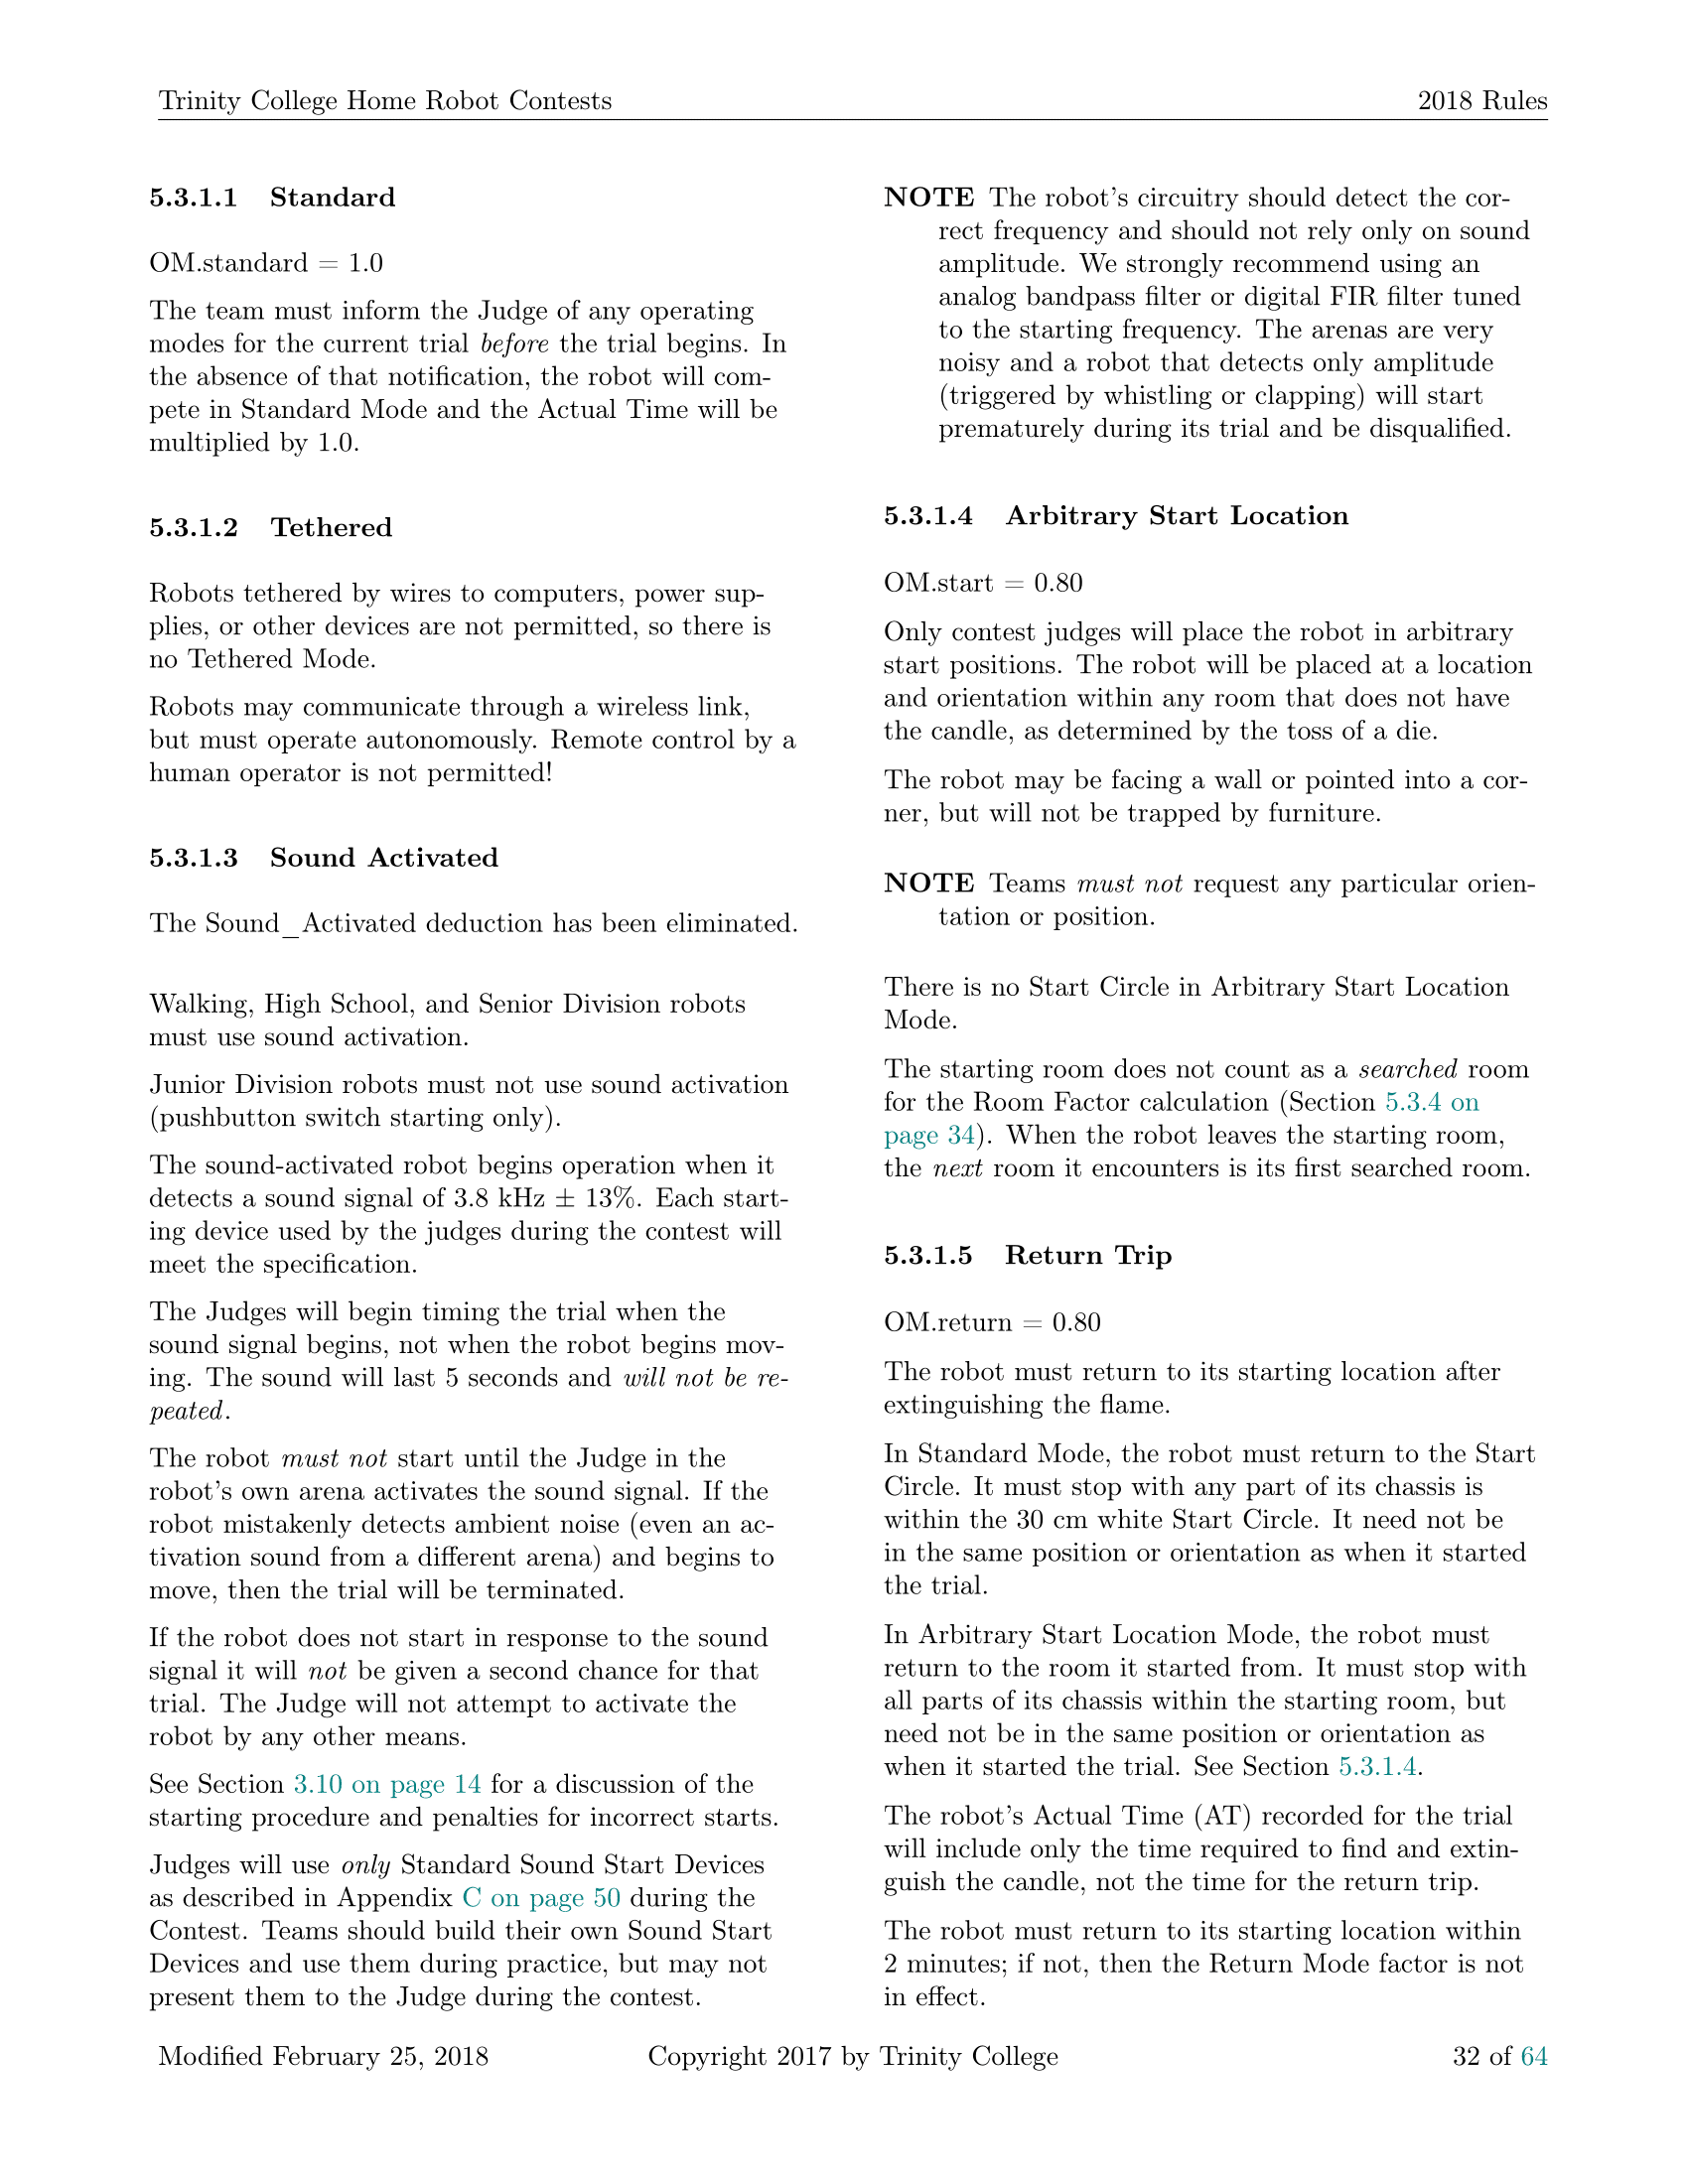 Trinity College Home Robot Contests 2018 Rules
5.3.1.1 Standard
OM.standard = 1.0
The team must inform the Judge of any operating
modes for the current trial before the trial begins. In
the absence of that notification, the robot will com-
pete in Standard Mode and the Actual Time will be
multiplied by 1.0.
5.3.1.2 Tethered
Robots tethered by wires to computers, power sup-
plies, or other devices are not permitted, so there is
no Tethered Mode.
Robots may communicate through a wireless link,
but must operate autonomously. Remote control by a
human operator is not permitted!
5.3.1.3 Sound Activated
The Sound_Activated deduction has been eliminated.
Walking, High School, and Senior Division robots
must use sound activation.
Junior Division robots must not use sound activation
(pushbutton switch starting only).
The sound-activated robot begins operation when it
detects a sound signal of 3.8 kHz ± 13%. Each start-
ing device used by the judges during the contest will
meet the specification.
The Judges will begin timing the trial when the
sound signal begins, not when the robot begins mov-
ing. The sound will last 5 seconds and will not be re-
peated.
The robot must not start until the Judge in the
robot's own arena activates the sound signal. If the
robot mistakenly detects ambient noise (even an ac-
tivation sound from a different arena) and begins to
move, then the trial will be terminated.
If the robot does not start in response to the sound
signal it will not be given a second chance for that
trial. The Judge will not attempt to activate the
robot by any other means.
See Section 3.10 on page 14 for a discussion of the
starting procedure and penalties for incorrect starts.
Judges will use only Standard Sound Start Devices
as described in Appendix C on page 50 during the
Contest. Teams should build their own Sound Start
Devices and use them during practice, but may not
present them to the Judge during the contest.
NOTE The robot's circuitry should detect the cor-
rect frequency and should not rely only on sound
amplitude. We strongly recommend using an
analog bandpass filter or digital FIR filter tuned
to the starting frequency. The arenas are very
noisy and a robot that detects only amplitude
(triggered by whistling or clapping) will start
prematurely during its trial and be disqualified.
5.3.1.4 Arbitrary Start Location
OM.start = 0.80
Only contest judges will place the robot in arbitrary
start positions. The robot will be placed at a location
and orientation within any room that does not have
the candle, as determined by the toss of a die.
The robot may be facing a wall or pointed into a cor-
ner, but will not be trapped by furniture.
NOTE Teams must not request any particular orien-
tation or position.
There is no Start Circle in Arbitrary Start Location
Mode.
The starting room does not count as a searched room
for the Room Factor calculation (Section 5.3.4 on
page 34). When the robot leaves the starting room,
the next room it encounters is its first searched room.
5.3.1.5 Return Trip
OM.return = 0.80
The robot must return to its starting location after
extinguishing the flame.
In Standard Mode, the robot must return to the Start
Circle. It must stop with any part of its chassis is
within the 30 cm white Start Circle. It need not be
in the same position or orientation as when it started
the trial.
In Arbitrary Start Location Mode, the robot must
return to the room it started from. It must stop with
all parts of its chassis within the starting room, but
need not be in the same position or orientation as
when it started the trial. See Section 5.3.1.4.
The robot's Actual Time (AT) recorded for the trial
will include only the time required to find and extin-
guish the candle, not the time for the return trip.
The robot must return to its starting location within
2 minutes; if not, then the Return Mode factor is not
in effect.
Modified February 25, 2018 Copyright 2017 by Trinity College 32 of 64